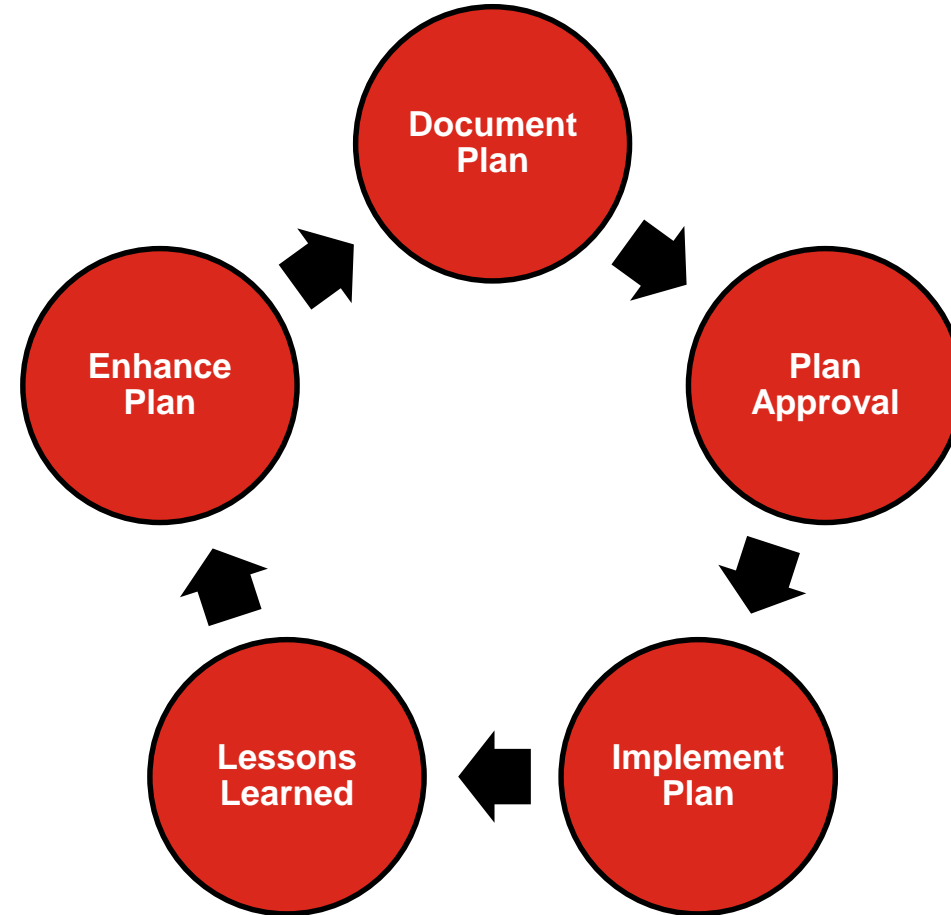 Document
Plan
Plan
Approval
Implement
Plan
Lessons
Learned
Enhance
Plan